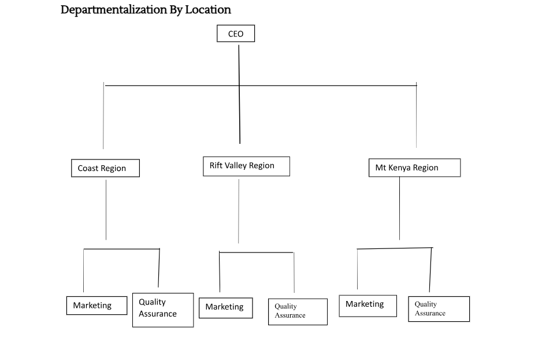 Departmentalization By Location
CEO
Coast Region
Rift Valley Region
Mt Kenya Region
Marketing
Quality
Assurance
Marketing
Quality
Assurance
Marketing
Quality
Assurance